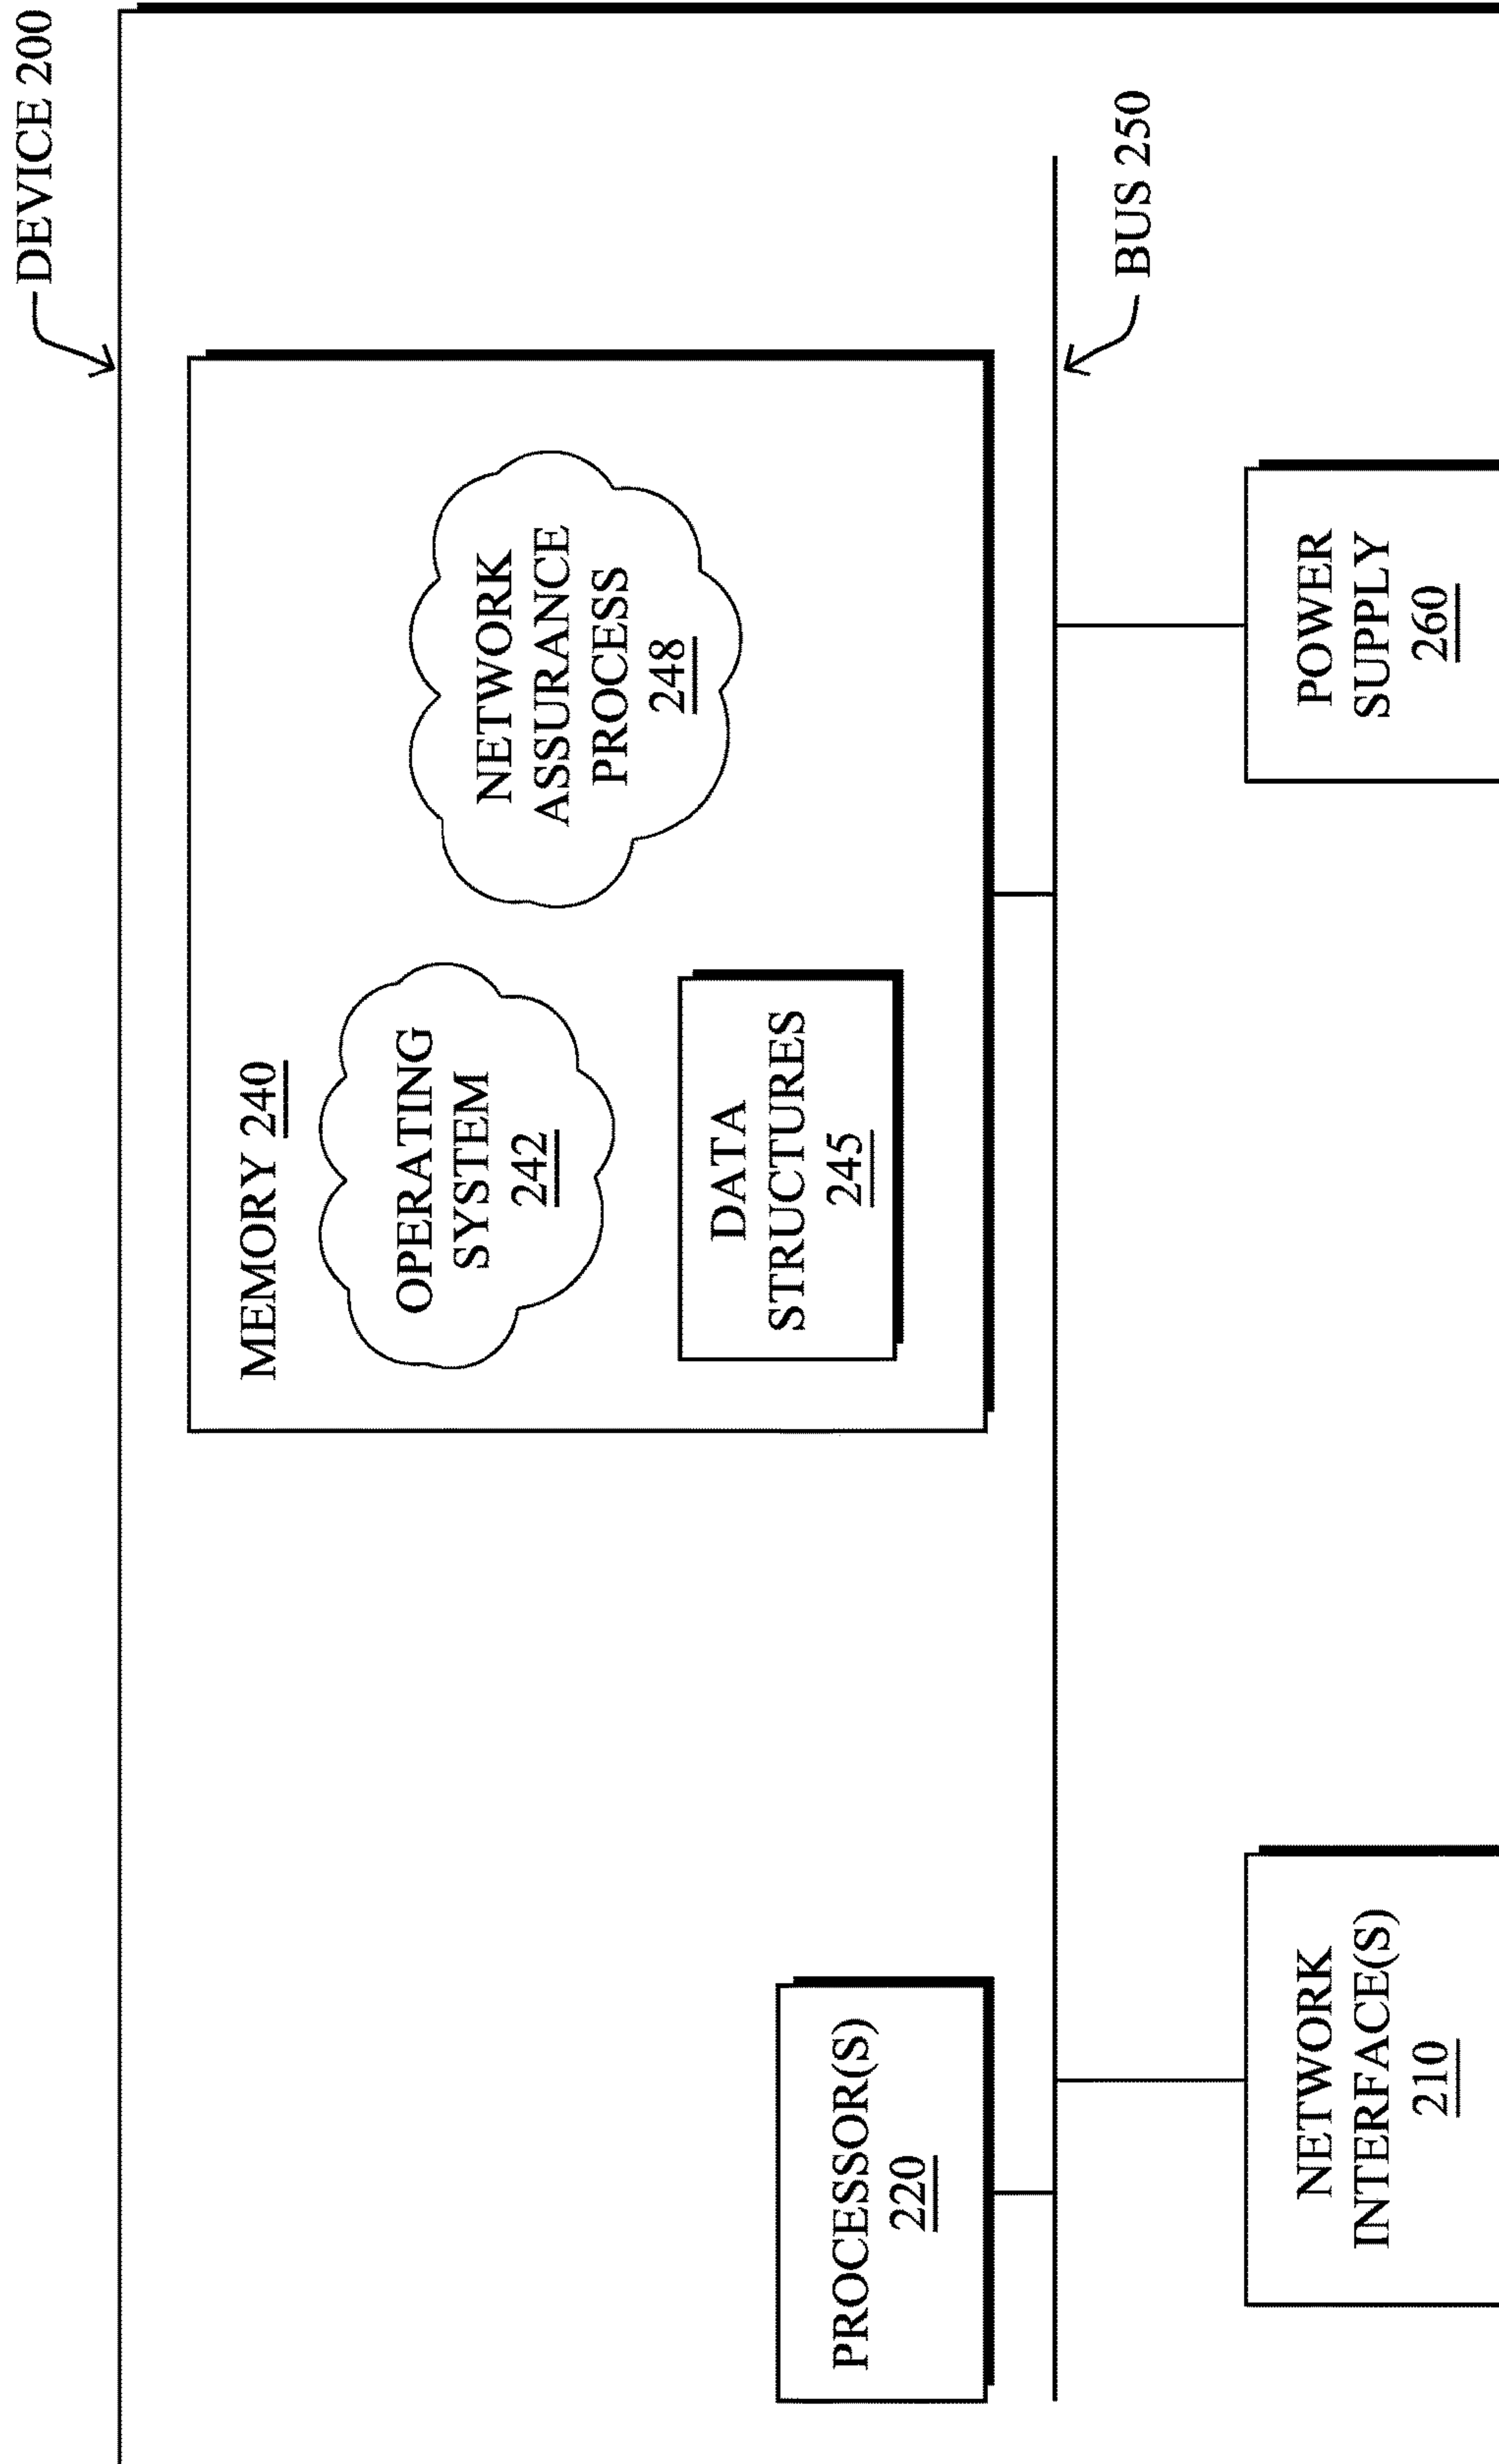 DEVICE 200
MEMORY 240
OPERATING
SYSTEM
242
NETWORK
ASSURANCE
PROCESS
248
DATA
STRUCTURES
245
PROCESSOR(S)
220
BUS 250
NETWORK
INTERFACE(S)
210
POWER
SUPPLY
260